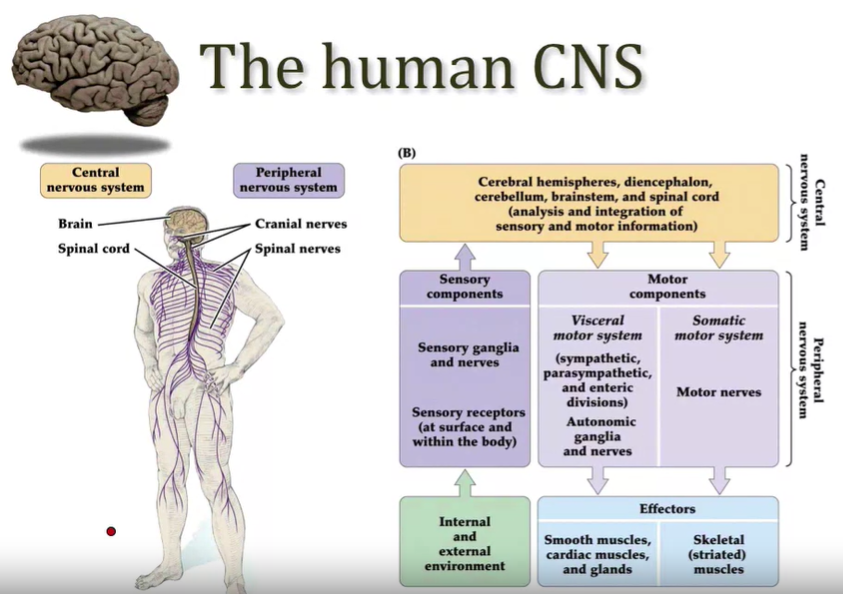 The human CNS
Central
nervous system
Peripheral
nervous system
Brain
Spinal cord
Cranial nerves
Spinal nerves
(B)
Cerebral hemispheres, diencephalon,
cerebellum, brainstem, and spinal cord
(analysis and integration of
sensory and motor information)
Central
nervous system
Sensory
components
Sensory ganglia
and nerves
Sensory receptors
(at surface and
within the body)
Motor
components
Visceral
motor system
(sympathetic,
parasympathetic,
and enteric
divisions)
Autonomic
ganglia
and nerves
Somatic
motor system
Motor nerves
Peripheral
nervous system
Internal
and
external
environment
Effectors
Smooth muscles,
cardiac muscles,
and glands
Skeletal
(striated)
muscles